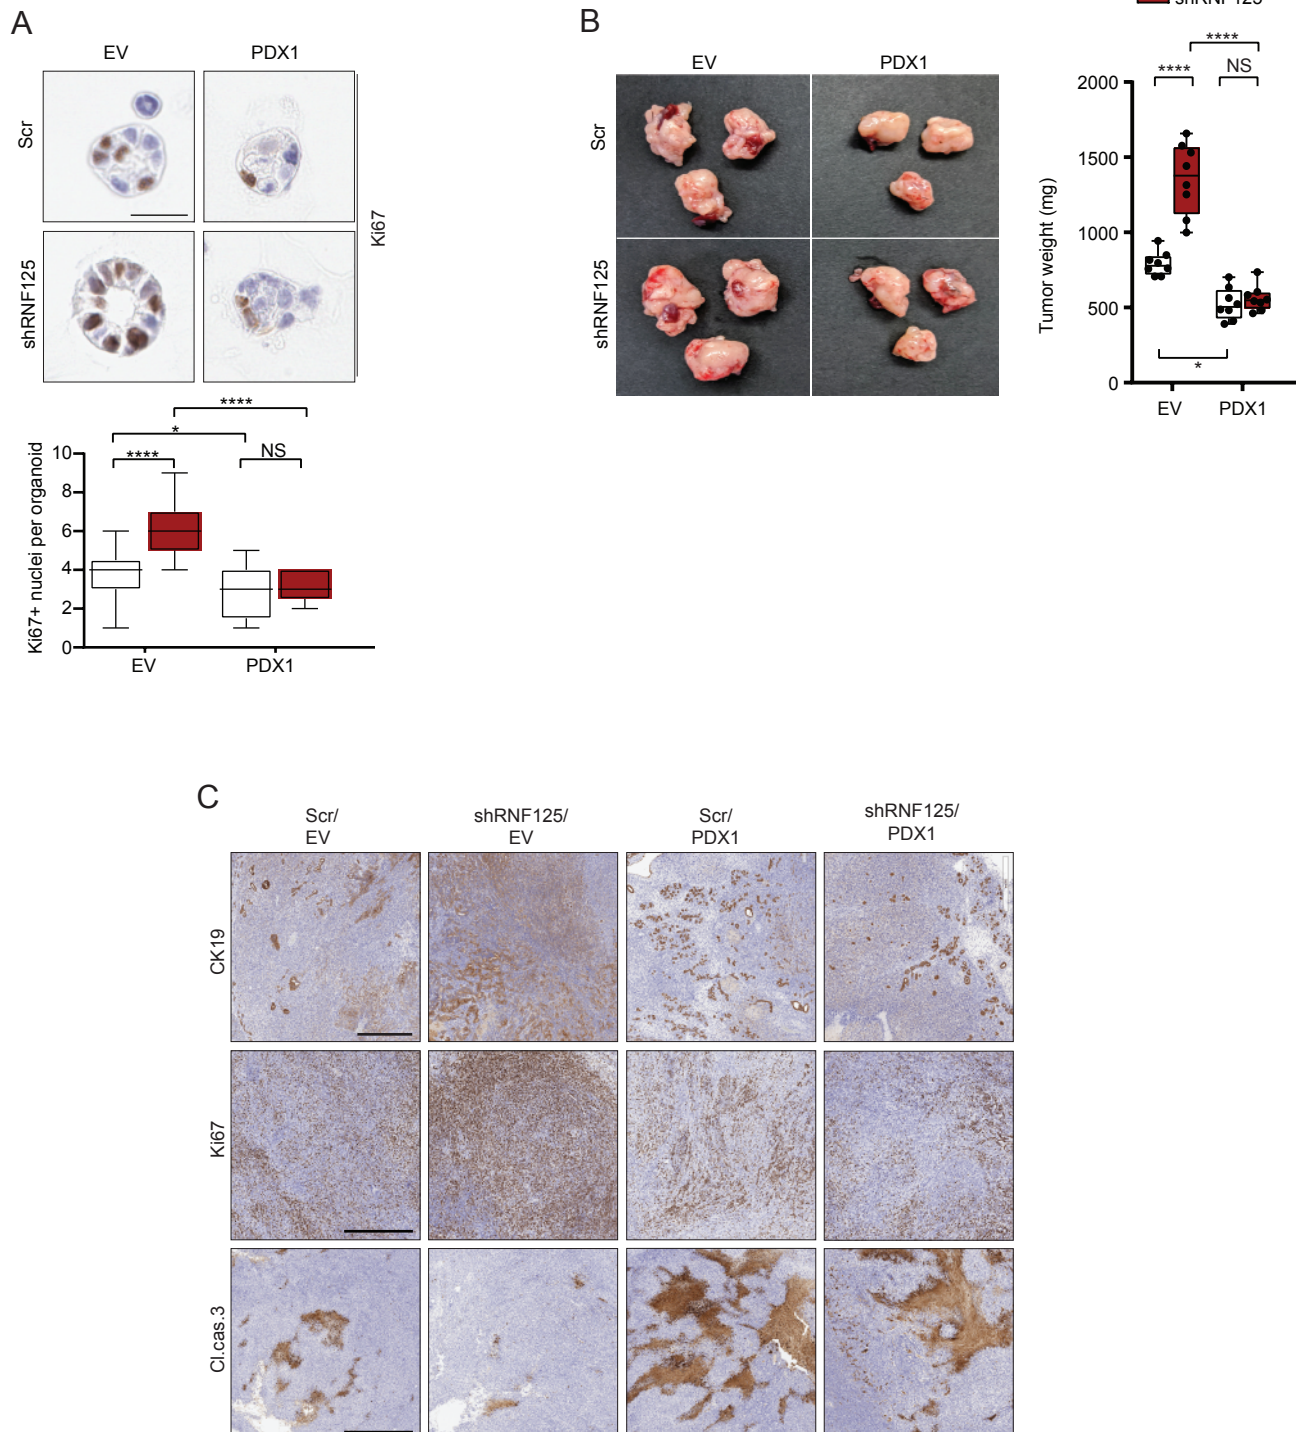 shRNF125
A
EV PDX1
Scr
shRNF125
Ki67
****
*
**** NS
Ki67+ nuclei per organoid
10
8
6
4
2
0
EV PDX1
B
EV PDX1
Scr
shRNF125
****
**** NS
Tumor weight (mg)
2000
1500
1000
500
0
*
EV PDX1
C
Scr/
EV
shRNF125/
EV
Scr/
PDX1
shRNF125/
PDX1
CK19
Ki67
Cl.cas.3